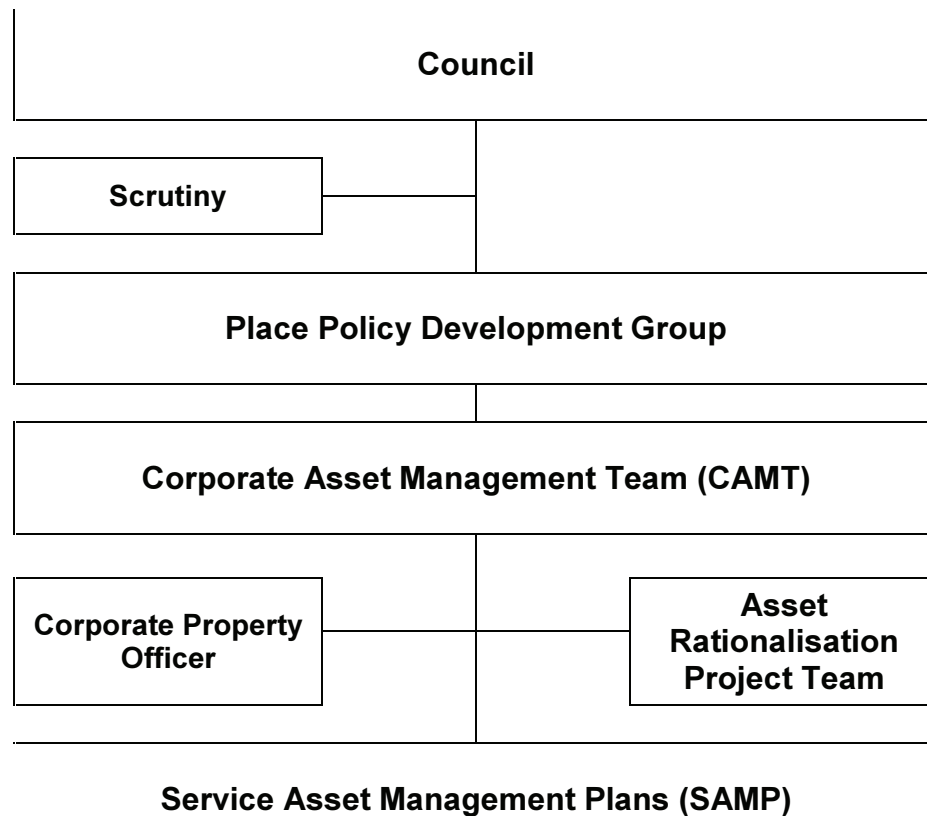 Council
Scrutiny
Place Policy Development Group
Corporate Asset Management Team (CAMT)
Corporate Property
Officer
Asset
Rationalisation
Project Team
Service Asset Management Plans (SAMP)